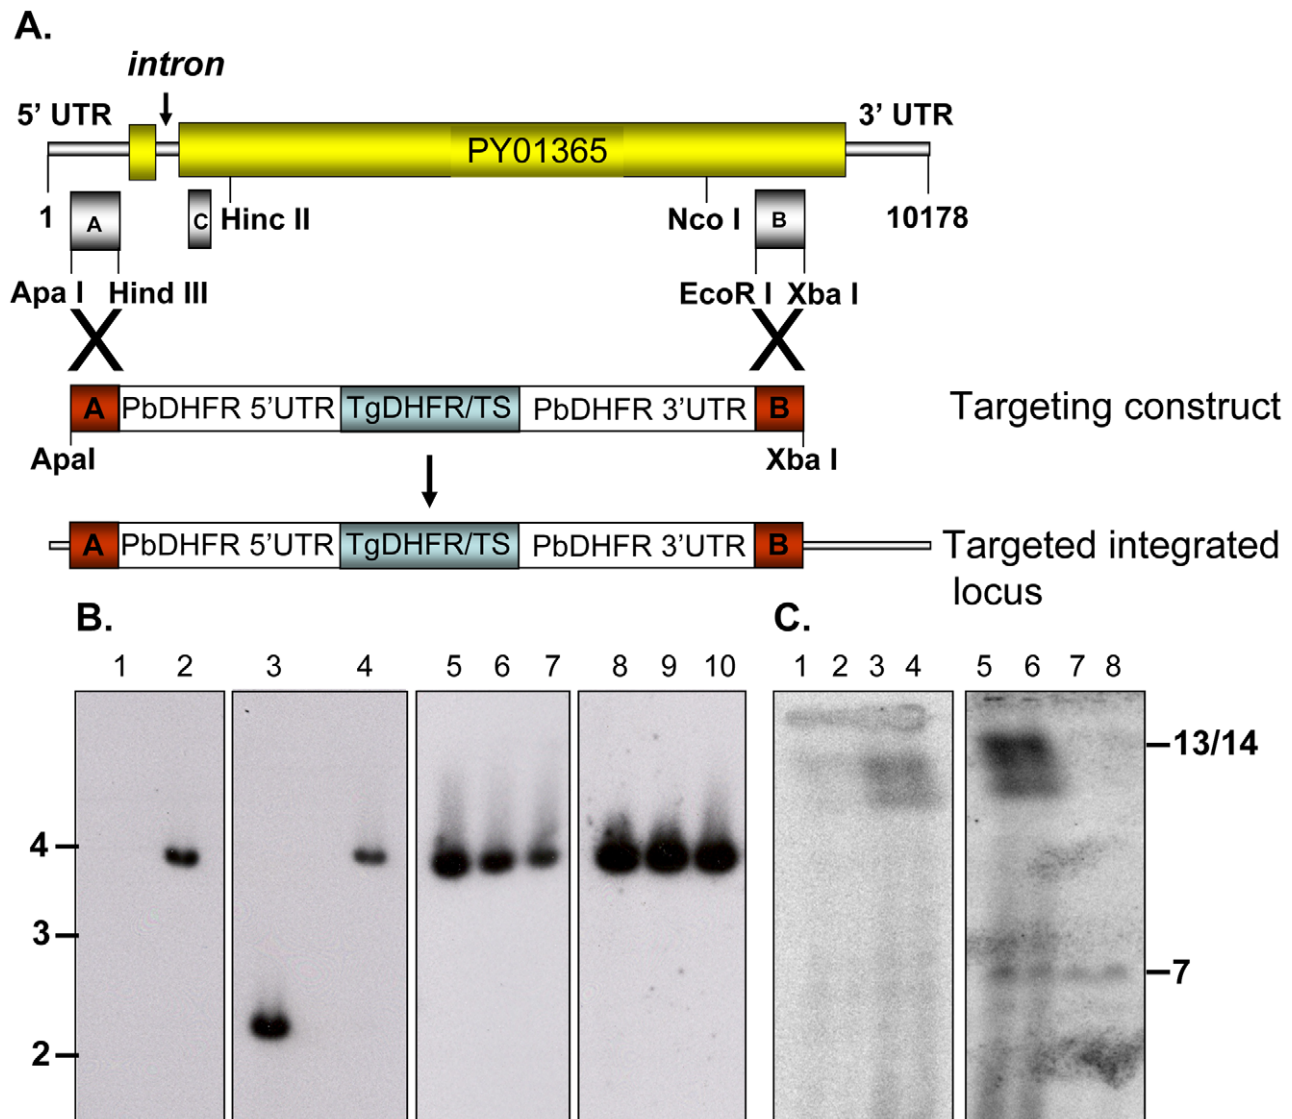 A.
intron
5’ UTR
3’ UTR
PY01365
1
A
C
Hinc II
Nco I
B
10178
Apa I
Hind III
EcoR I
Xba I
A
PbDHFR 5’UTR
TgDHFR/TS
PbDHFR 3’UTR
B
Targeting construct
ApaI
Xba I
A
PbDHFR 5’UTR
TgDHFR/TS
PbDHFR 3’UTR
B
Targeted integrated
locus
B.
1 2 3 4 5 6 7 8 9 10
4
3
2
C.
1 2 3 4 5 6 7 8
13/14
7